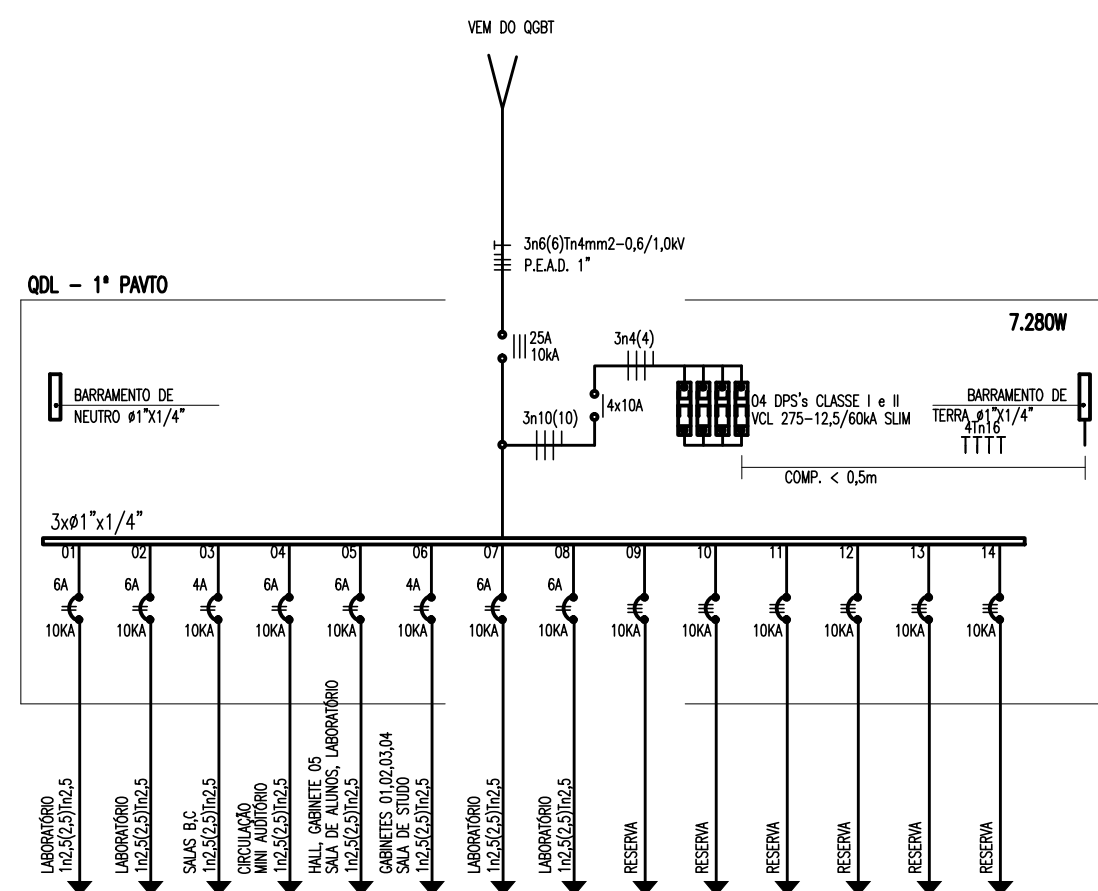 VEM DO QGBT
3n6(6)Tn4mm2-0,6/1,0kV
P.E.A.D. 1"
QDL - 1º PAVTO
7.280W
25A
10kA
3n4(4)
BARRAMENTO DE
NEUTRO ø1"X1/4"
4x10A
04 DPS's CLASSE I e II
VCL 275-12,5/60kA SLIM
BARRAMENTO DE
TERRA ø1"X1/4"
3n10(10)
4Tn16
COMP. < 0,5m
3xø1"x1/4"
01 02 03 04 05 06 07 08 09 10 11 12 13 14
6A 6A 4A 6A 6A 4A 6A 6A
10KA 10KA 10KA 10KA 10KA 10KA 10KA 10KA 10KA 10KA 10KA 10KA 10KA 10KA
LABORATÓRIO
1n2,5(2,5)Tn2,5
LABORATÓRIO
1n2,5(2,5)Tn2,5
SALAS B,C
1n2,5(2,5)Tn2,5
CIRCULAÇÃO
MINI AUDITÓRIO
1n2,5(2,5)Tn2,5
HALL, GABINETE 05
SALA DE ALUNOS, LABORATÓRIO
1n2,5(2,5)Tn2,5
GABINETES 01,02,03,04
SALA DE STUDO
1n2,5(2,5)Tn2,5
LABORATÓRIO
1n2,5(2,5)Tn2,5
LABORATÓRIO
1n2,5(2,5)Tn2,5
RESERVA
RESERVA
RESERVA
RESERVA
RESERVA
RESERVA